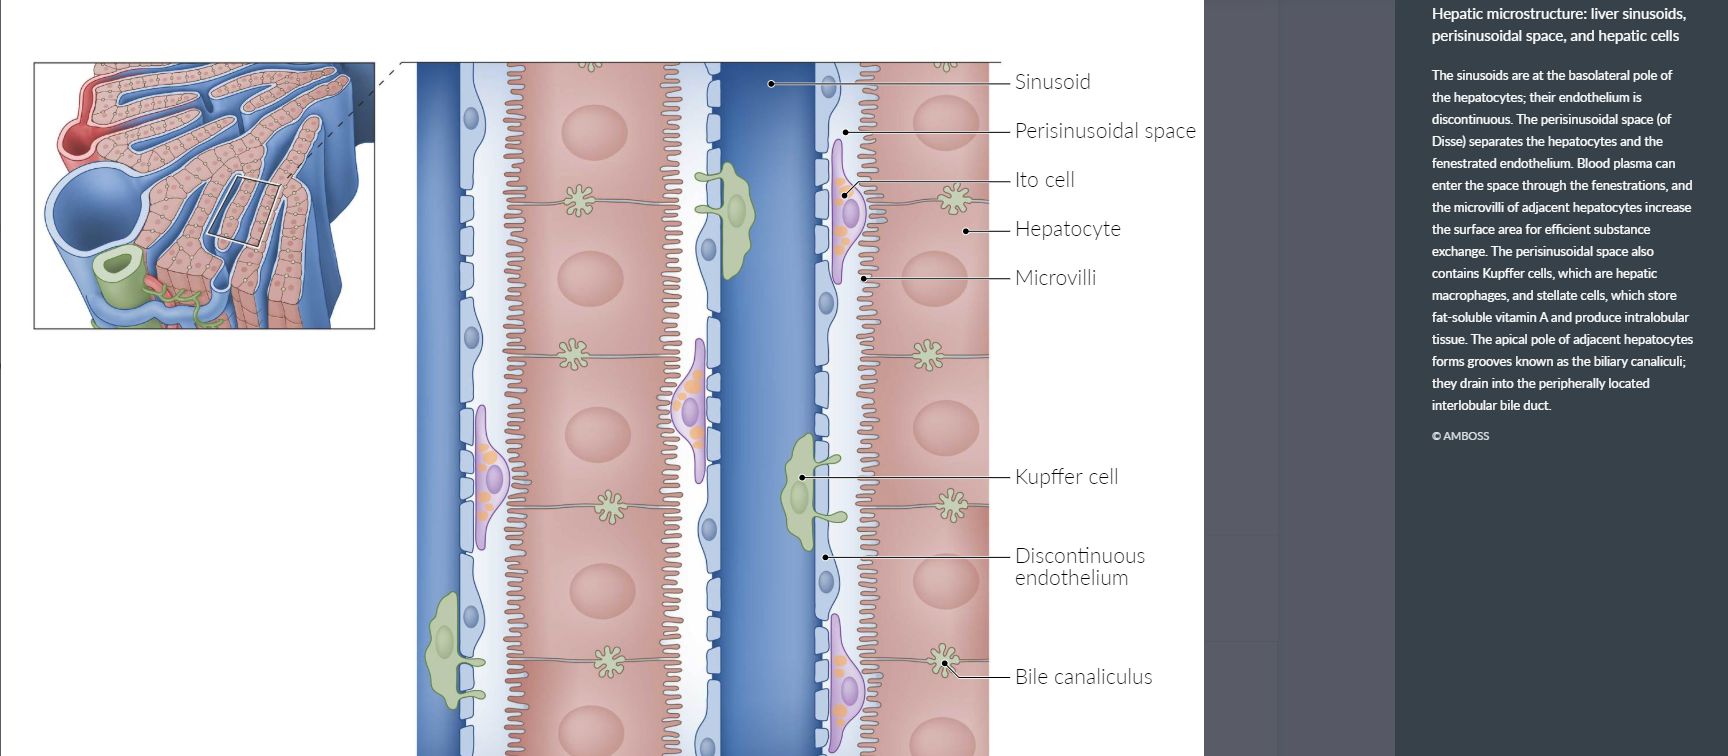 Sinusoid
Perisinusoidal space
Ito cell
Hepatocyte
Microvilli
Kupffer cell
Discontinuous
endothelium
Bile canaliculus
Hepatic microstructure: liver sinusoids,
perisinusoidal space, and hepatic cells
The sinusoids are at the basolateral pole of
the hepatocytes; their endothelium is
discontinuous. The perisinusoidal space (of
Disse) separates the hepatocytes and the
fenestrated endothelium. Blood plasma can
enter the space through the fenestrations, and
the microvilli of adjacent hepatocytes increase
the surface area for efficient substance
exchange. The perisinusoidal space also
contains Kupffer cells, which are hepatic
macrophages, and stellate cells, which store
fat-soluble vitamin A and produce intralobular
tissue. The apical pole of adjacent hepatocytes
forms grooves known as the biliary canaliculi;
they drain into the peripherally located
interlobular bile duct.
© AMBOSS